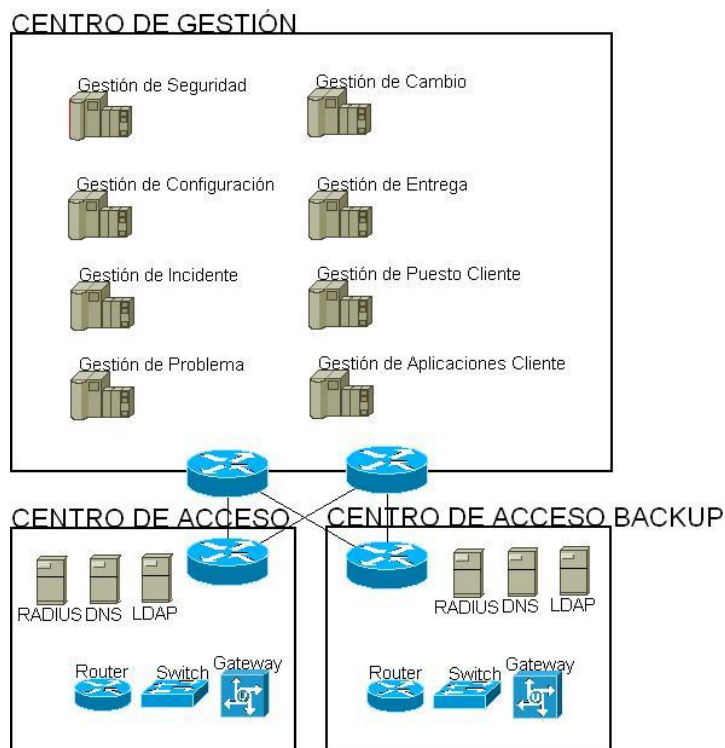 CENTRO DE GESTIÓN
Gestión de Seguridad
Gestión de Cambio
Gestión de Configuración
Gestión de Entrega
Gestión de Incidente
Gestión de Puesto Cliente
Gestión de Problema
Gestión de Aplicaciones Cliente
CENTRO DE ACCESO
RADIUS DNS LDAP
Router Switch Gateway
U
CENTRO DE ACCESO BACKUP
RADIUS DNS LDAP
Router Switch Gateway
U